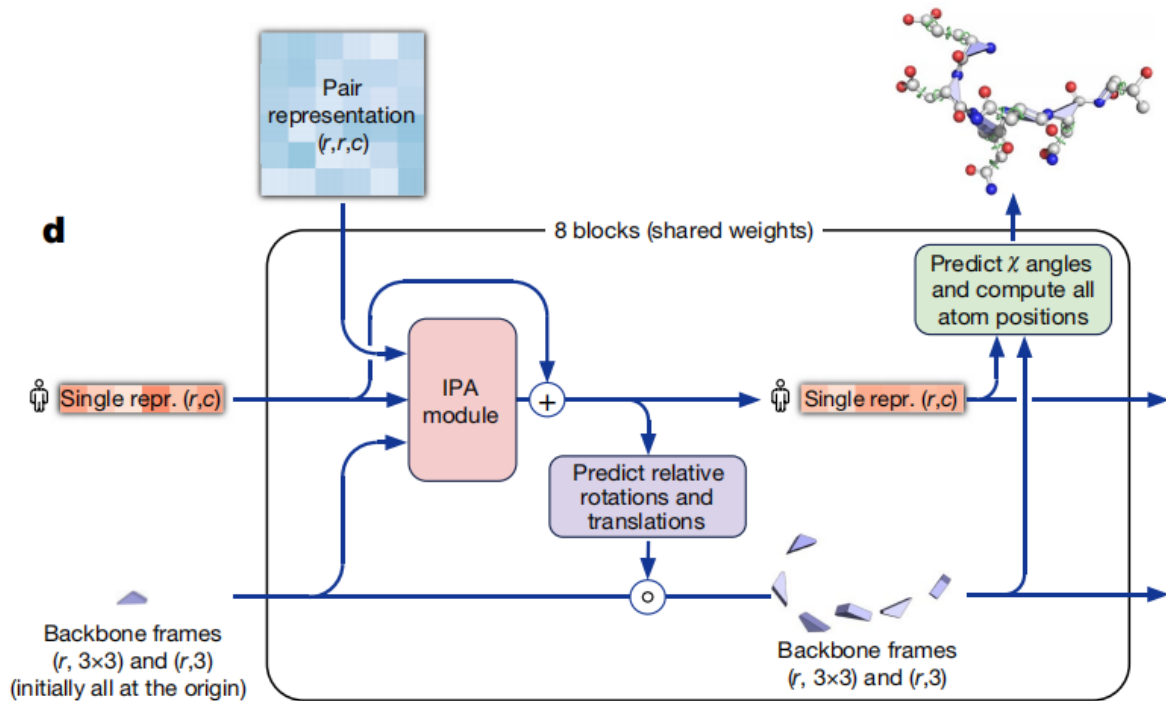 Pair
representation
(r,r,c)
d
8 blocks (shared weights)
Predict χ angles
and compute all
atom positions
Single repr. (r,c)
IPA
module
+
Single repr. (r,c)
Predict relative
rotations and
translations
Backbone frames
(r, 3×3) and (r,3)
(initially all at the origin)
Backbone frames
(r, 3×3) and (r,3)